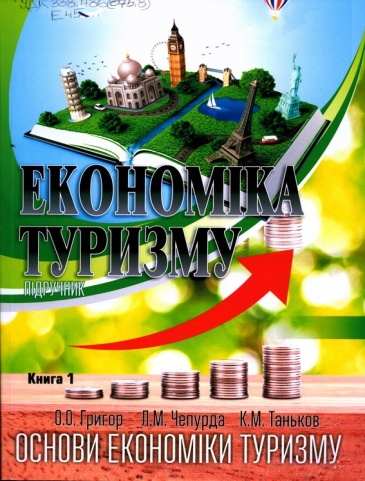 ЕКОНОМІКА
ТУРИЗМУ
ПІДРУЧНИК
Книга 1
О.О. Григор Л.М. Чепурда К.М. Таньков
ОСНОВИ ЕКОНОМІКИ ТУРИЗМУ